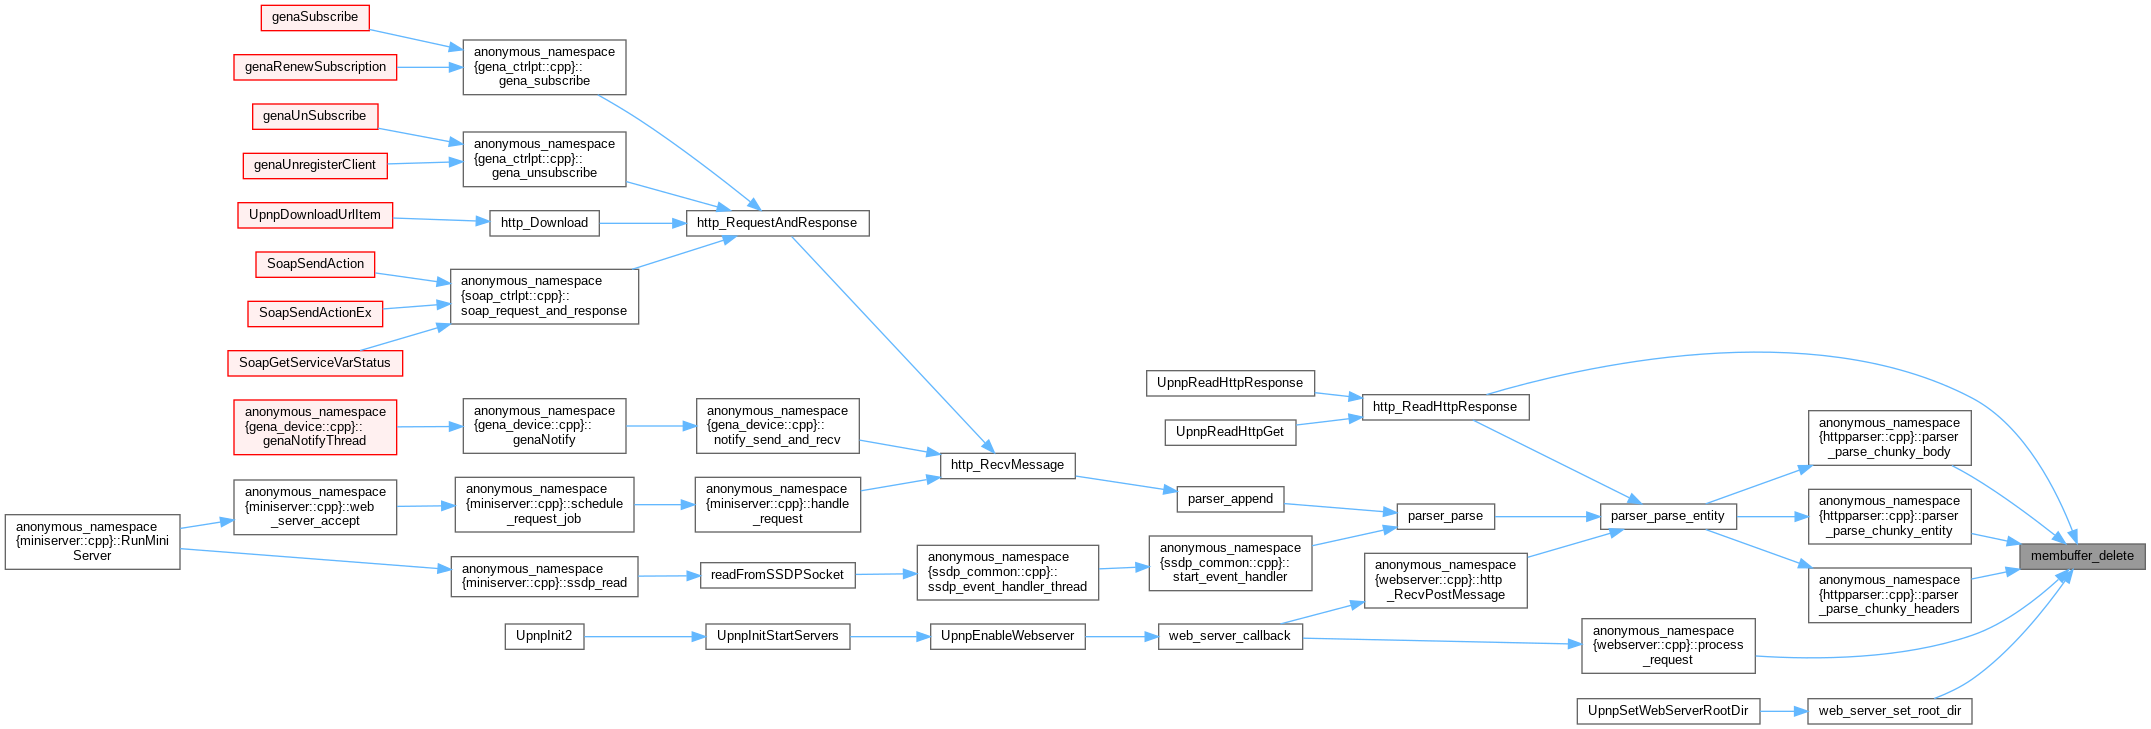 genaSubscribe
genaRenewSubscription
anonymous_namespace
{gena_ctrlpt::cpp}::
gena_subscribe
genaUnSubscribe
genaUnregisterClient
anonymous_namespace
{gena_ctrlpt::cpp}::
gena_unsubscribe
UpnpDownloadUrlItem
http_Download
http_RequestAndResponse
SoapSendAction
SoapSendActionEx
SoapGetServiceVarStatus
anonymous_namespace
{soap_ctrlpt::cpp}::
soap_request_and_response
anonymous_namespace
{gena_device::cpp}::
genaNotifyThread
anonymous_namespace
{gena_device::cpp}::
genaNotify
anonymous_namespace
{gena_device::cpp}::
notify_send_and_recv
http_RecvMessage
anonymous_namespace
{miniserver::cpp}::RunMini
Server
anonymous_namespace
{miniserver::cpp}::web
_server_accept
anonymous_namespace
{miniserver::cpp}::schedule
_request_job
anonymous_namespace
{miniserver::cpp}::handle
_request
anonymous_namespace
{miniserver::cpp}::ssdp_read
readFromSSDPSocket
anonymous_namespace
{ssdp_common::cpp}::
ssdp_event_handler_thread
anonymous_namespace
{ssdp_common::cpp}::
start_event_handler
parser_append
parser_parse
UpnpReadHttpResponse
UpnpReadHttpGet
http_ReadHttpResponse
parser_parse_entity
anonymous_namespace
{httpparser::cpp}::parser
_parse_chunky_body
anonymous_namespace
{httpparser::cpp}::parser
_parse_chunky_entity
anonymous_namespace
{httpparser::cpp}::parser
_parse_chunky_headers
membuffer_delete
anonymous_namespace
{webserver::cpp}::http
_RecvPostMessage
UpnpInit2
UpnpInitStartServers
UpnpEnableWebserver
web_server_callback
anonymous_namespace
{webserver::cpp}::process
_request
UpnpSetWebServerRootDir
web_server_set_root_dir